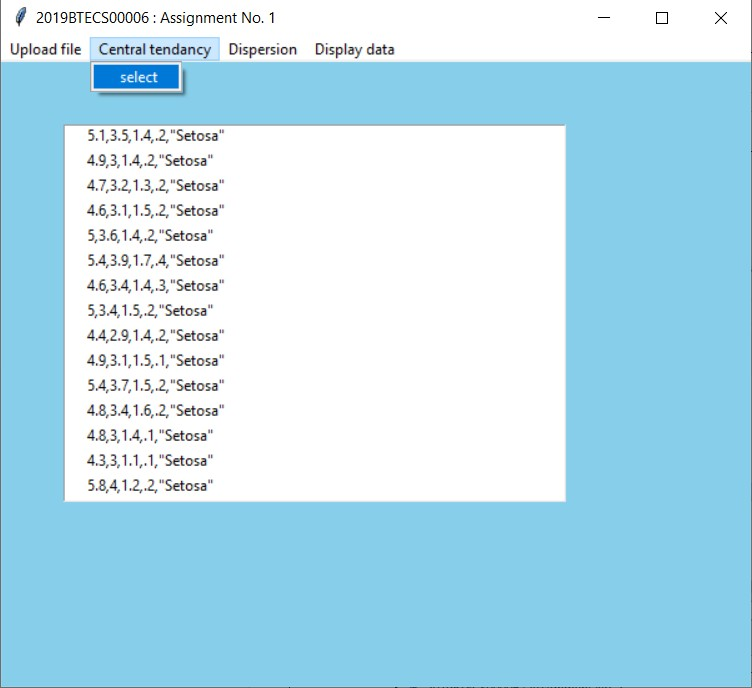 2019BTECS00006 : Assignment No. 1
Upload file Central tendancy Dispersion Display data
select
5.1,3.5,1.4,.2,"Setosa"
4.9,3,1.4,.2,"Setosa"
4.7,3.2,1.3,.2,"Setosa"
4.6,3.1,1.5,.2,"Setosa"
5,3.6,1.4,.2,"Setosa"
5.4,3.9,1.7,.4,"Setosa"
4.6,3.4,1.4,.3,"Setosa"
5,3.4,1.5,.2,"Setosa"
4.4,2.9,1.4,.2,"Setosa"
4.9,3.1,1.5,.1,"Setosa"
5.4,3.7,1.5,.2,"Setosa"
4.8,3.4,1.6,.2,"Setosa"
4.8,3,1.4,.1,"Setosa"
4.3,3,1.1,.1,"Setosa"
5.8,4,1.2,.2,"Setosa"